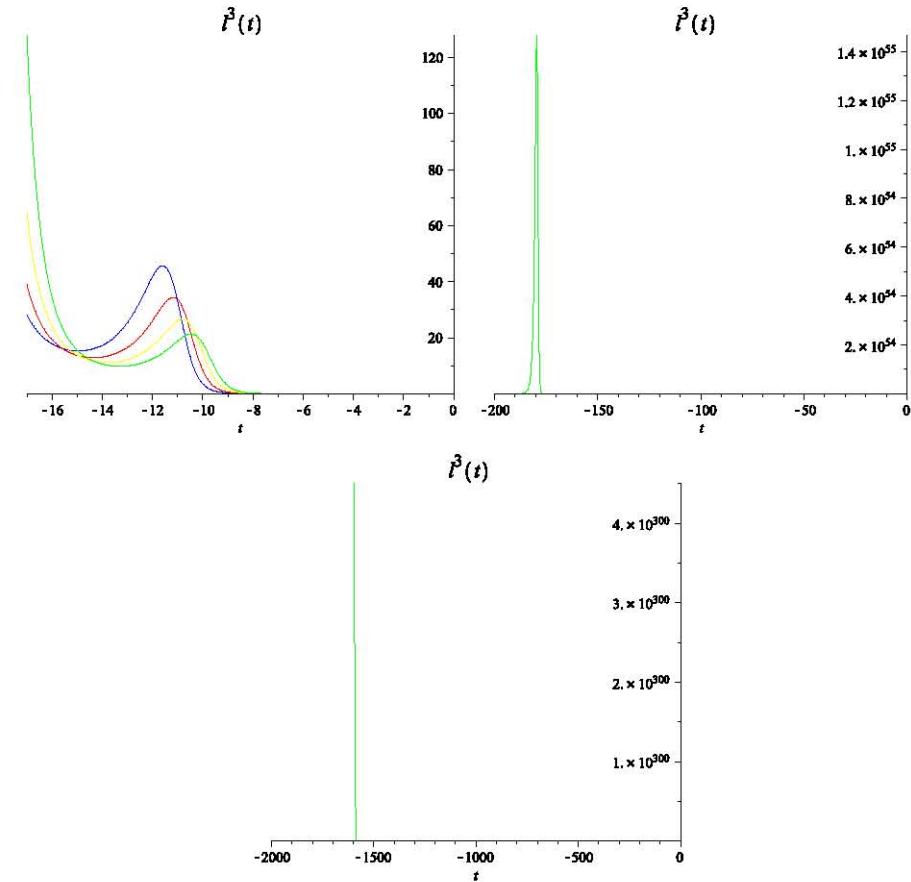 l³(t)
120
100
80
60
40
20
-16 -14 -12 -10 -8 -6 -4 -2 0
t
l³(t)
1.4 × 10⁵⁵
1.2 × 10⁵⁵
1. × 10⁵⁵
8. × 10⁵⁴
6. × 10⁵⁴
4. × 10⁵⁴
2. × 10⁵⁴
-200 -150 -100 -50 0
t
l³(t)
4. × 10³⁰⁰
3. × 10³⁰⁰
2. × 10³⁰⁰
1. × 10³⁰⁰
-2000 -1500 -1000 -500 0
t